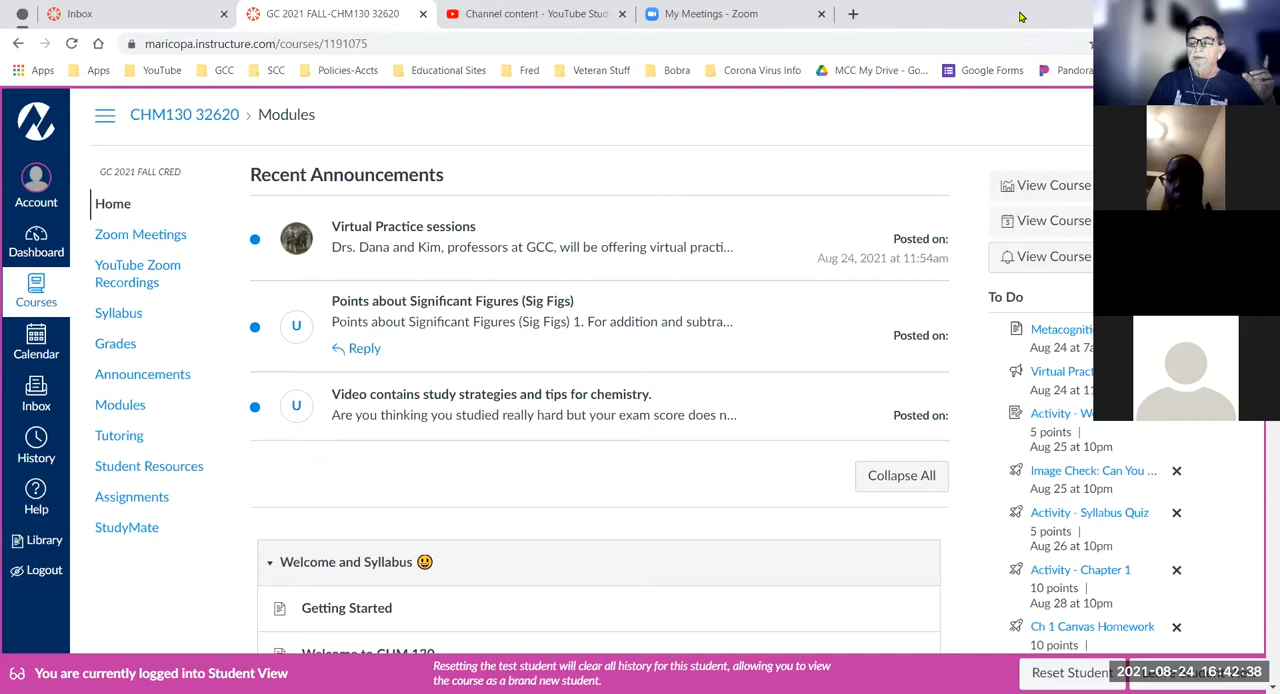 Inbox
GC 2021 FALL-CHM130 32620
Channel content - YouTube Stud
My Meetings - Zoom
maricopa.instructure.com/courses/1191075
Apps
Apps
YouTube
GCC
SCC
Policies-Accts
Educational Sites
Fred
Veteran Stuff
Bobra
Corona Virus Info
MCC My Drive - Go...
Google Forms
Pandora
CHM130 32620 › Modules
Account
Dashboard
Courses
Calendar
Inbox
History
Help
Library
Logout
GC 2021 FALL CRED
Home
Zoom Meetings
YouTube Zoom
Recordings
Syllabus
Grades
Announcements
Modules
Tutoring
Student Resources
Assignments
StudyMate
Recent Announcements
Virtual Practice sessions
Drs. Dana and Kim, professors at GCC, will be offering virtual practi...
Posted on:
Aug 24, 2021 at 11:54am
U
Points about Significant Figures (Sig Figs)
Points about Significant Figures (Sig Figs) 1. For addition and subtra...
Reply
Posted on:
U
Video contains study strategies and tips for chemistry.
Are you thinking you studied really hard but your exam score does n...
Posted on:
Collapse All
Welcome and Syllabus 😃
Getting Started
Welcome to CHM 130
View Course
View Course
View Course
To Do
Metacogniti
Aug 24 at 7a
Virtual Pract
Aug 24 at 11
Activity - W
5 points |
Aug 25 at 10pm
Image Check: Can You ...
Aug 25 at 10pm
Activity - Syllabus Quiz
5 points |
Aug 26 at 10pm
Activity - Chapter 1
10 points |
Aug 28 at 10pm
Ch 1 Canvas Homework
10 points |
You are currently logged into Student View
Resetting the test student will clear all history for this student, allowing you to view
the course as a brand new student.
Reset Student
2021-08-24 16:42:38